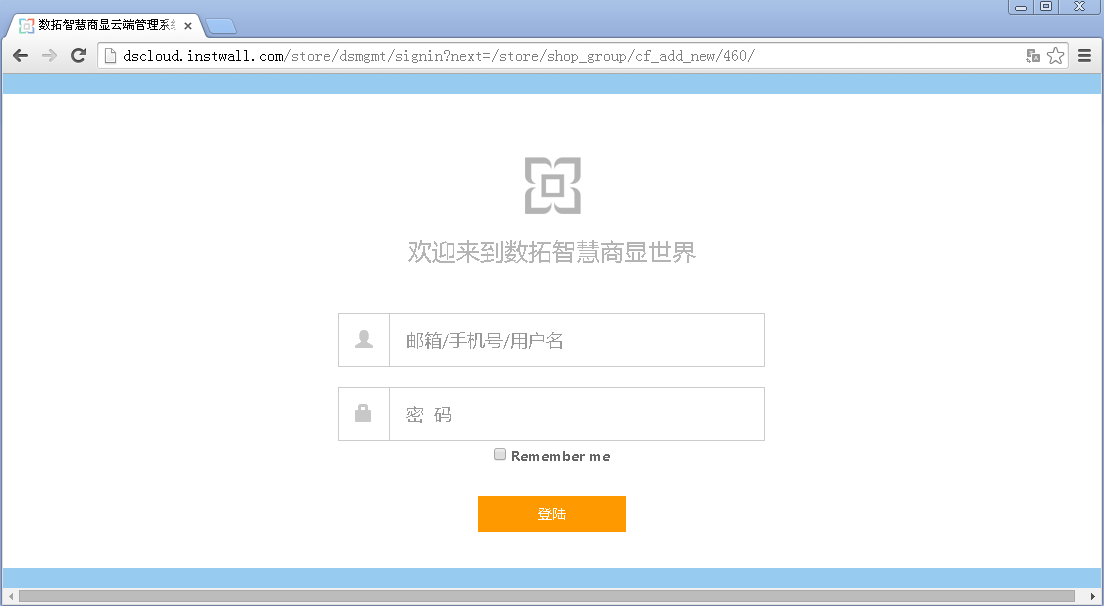 数拓智慧商显云端管理系
dscloud.instwall.com/store/dsmgmt/signin?next=/store/shop_group/cf_add_new/460/
欢迎来到数拓智慧商显世界
邮箱/手机号/用户名
密 码
Remember me
登陆